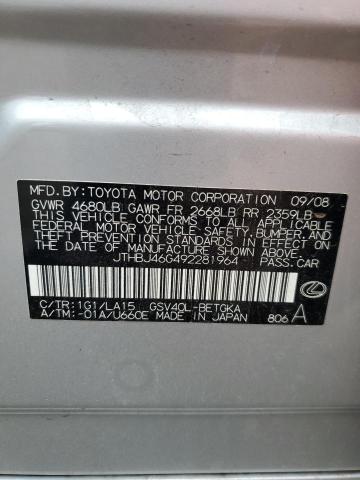 MFD.BY:TOYOTA MOTOR CORPORATION 09/08
GVWR 4680LB GAWR FR 2668LB RR 2359LB
THIS VEHICLE CONFORMS TO ALL APPLICABLE
FEDERAL MOTOR VEHICLE SAFETY,BUMPER, AND
THEFT PREVENTION STANDARDS IN EFFECT ON
THE DATE OF MANUFACTURE SHOWN ABOVE.
JTHBJ46G492281964 PASS.CAR
C/TR:1G1/LA15 GSV40L-BETGKA
A/TM:-01A/U660E MADE IN JAPAN 806 A